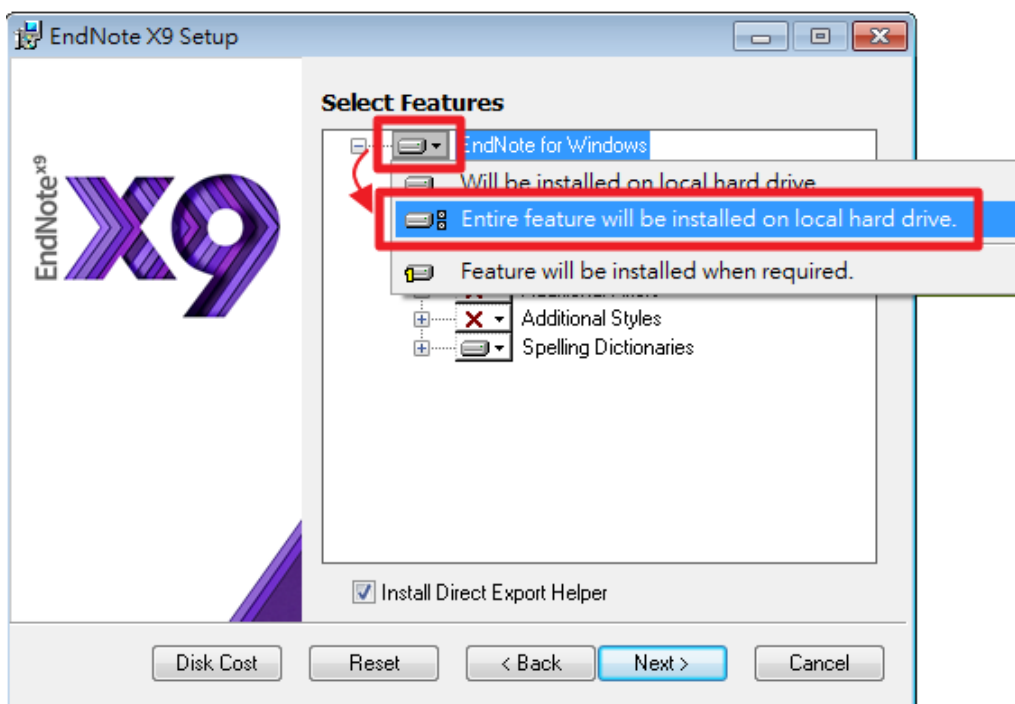 EndNote X9 Setup
Select Features
EndNote for Windows
Will be installed on local hard drive
Entire feature will be installed on local hard drive.
Feature will be installed when required.
Additional Styles
Spelling Dictionaries
EndNote x9
X9
Install Direct Export Helper
Disk Cost
Reset
< Back
Next >
Cancel